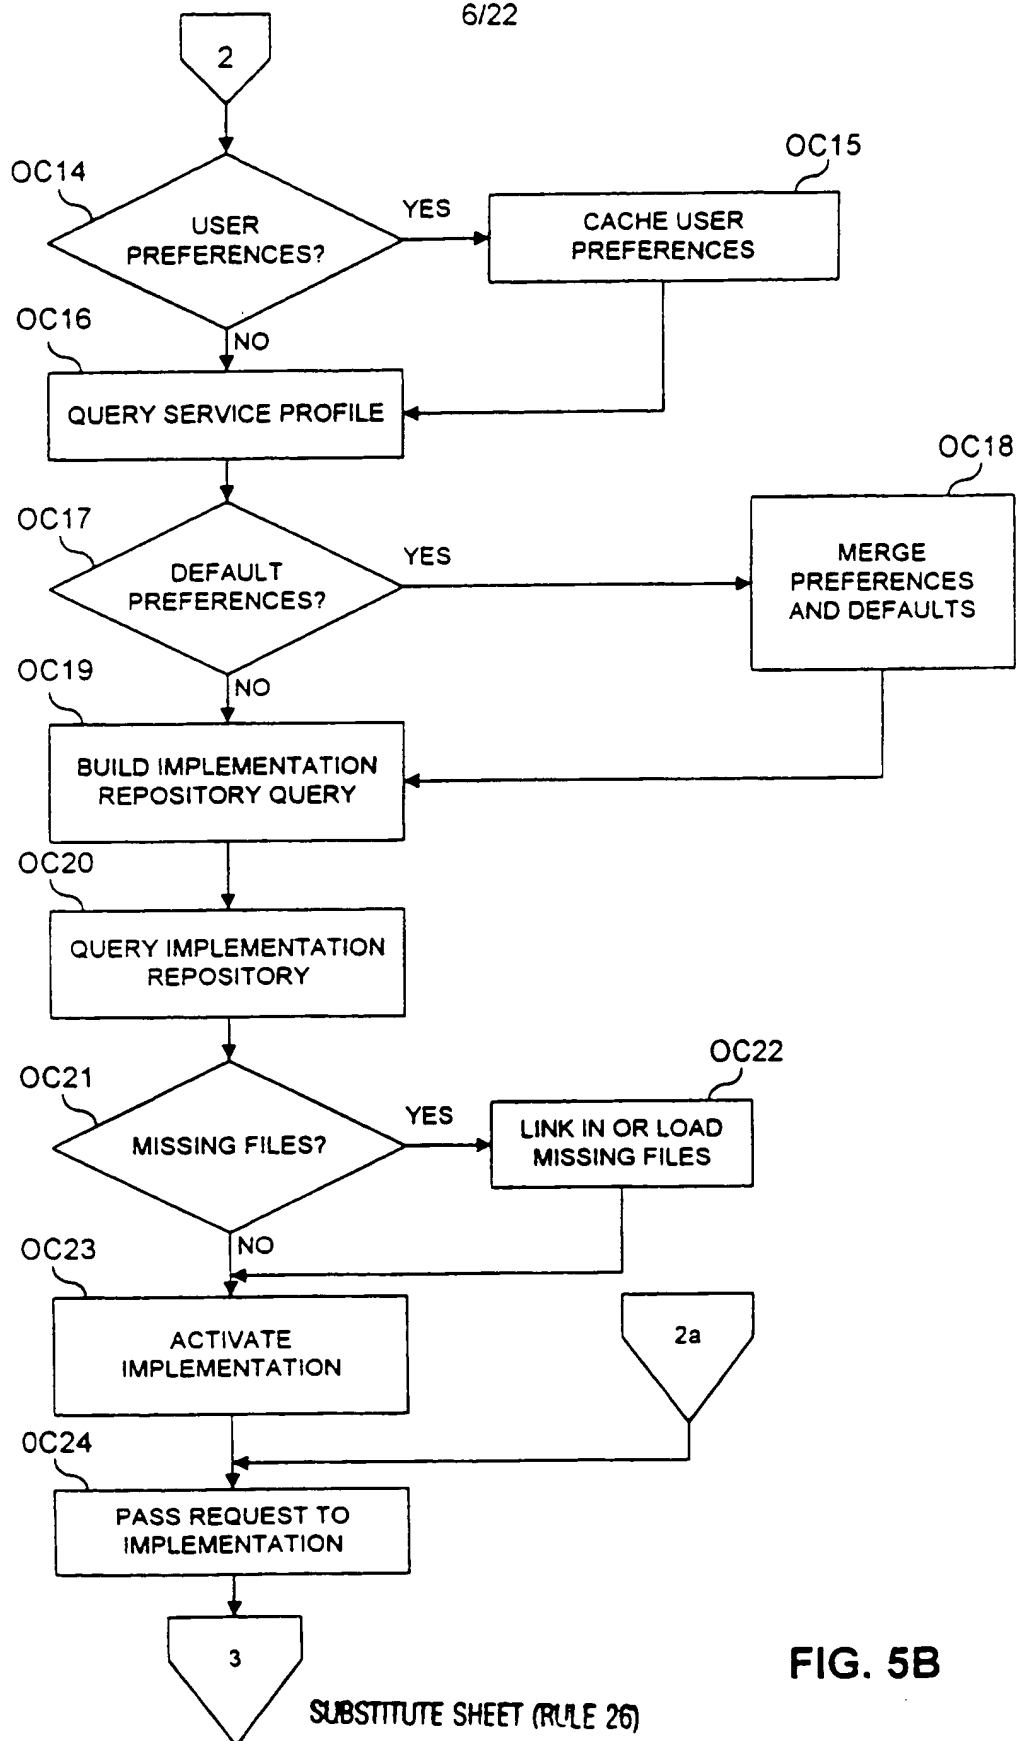 6/22
2
OC14
USER
PREFERENCES?
YES
OC15
CACHE USER
PREFERENCES
NO
OC16
QUERY SERVICE PROFILE
OC17
DEFAULT
PREFERENCES?
YES
OC18
MERGE
PREFERENCES
AND DEFAULTS
NO
OC19
BUILD IMPLEMENTATION
REPOSITORY QUERY
OC20
QUERY IMPLEMENTATION
REPOSITORY
OC21
MISSING FILES?
YES
OC22
LINK IN OR LOAD
MISSING FILES
NO
OC23
ACTIVATE
IMPLEMENTATION
2a
OC24
PASS REQUEST TO
IMPLEMENTATION
3
FIG. 5B
SUBSTITUTE SHEET (RULE 26)